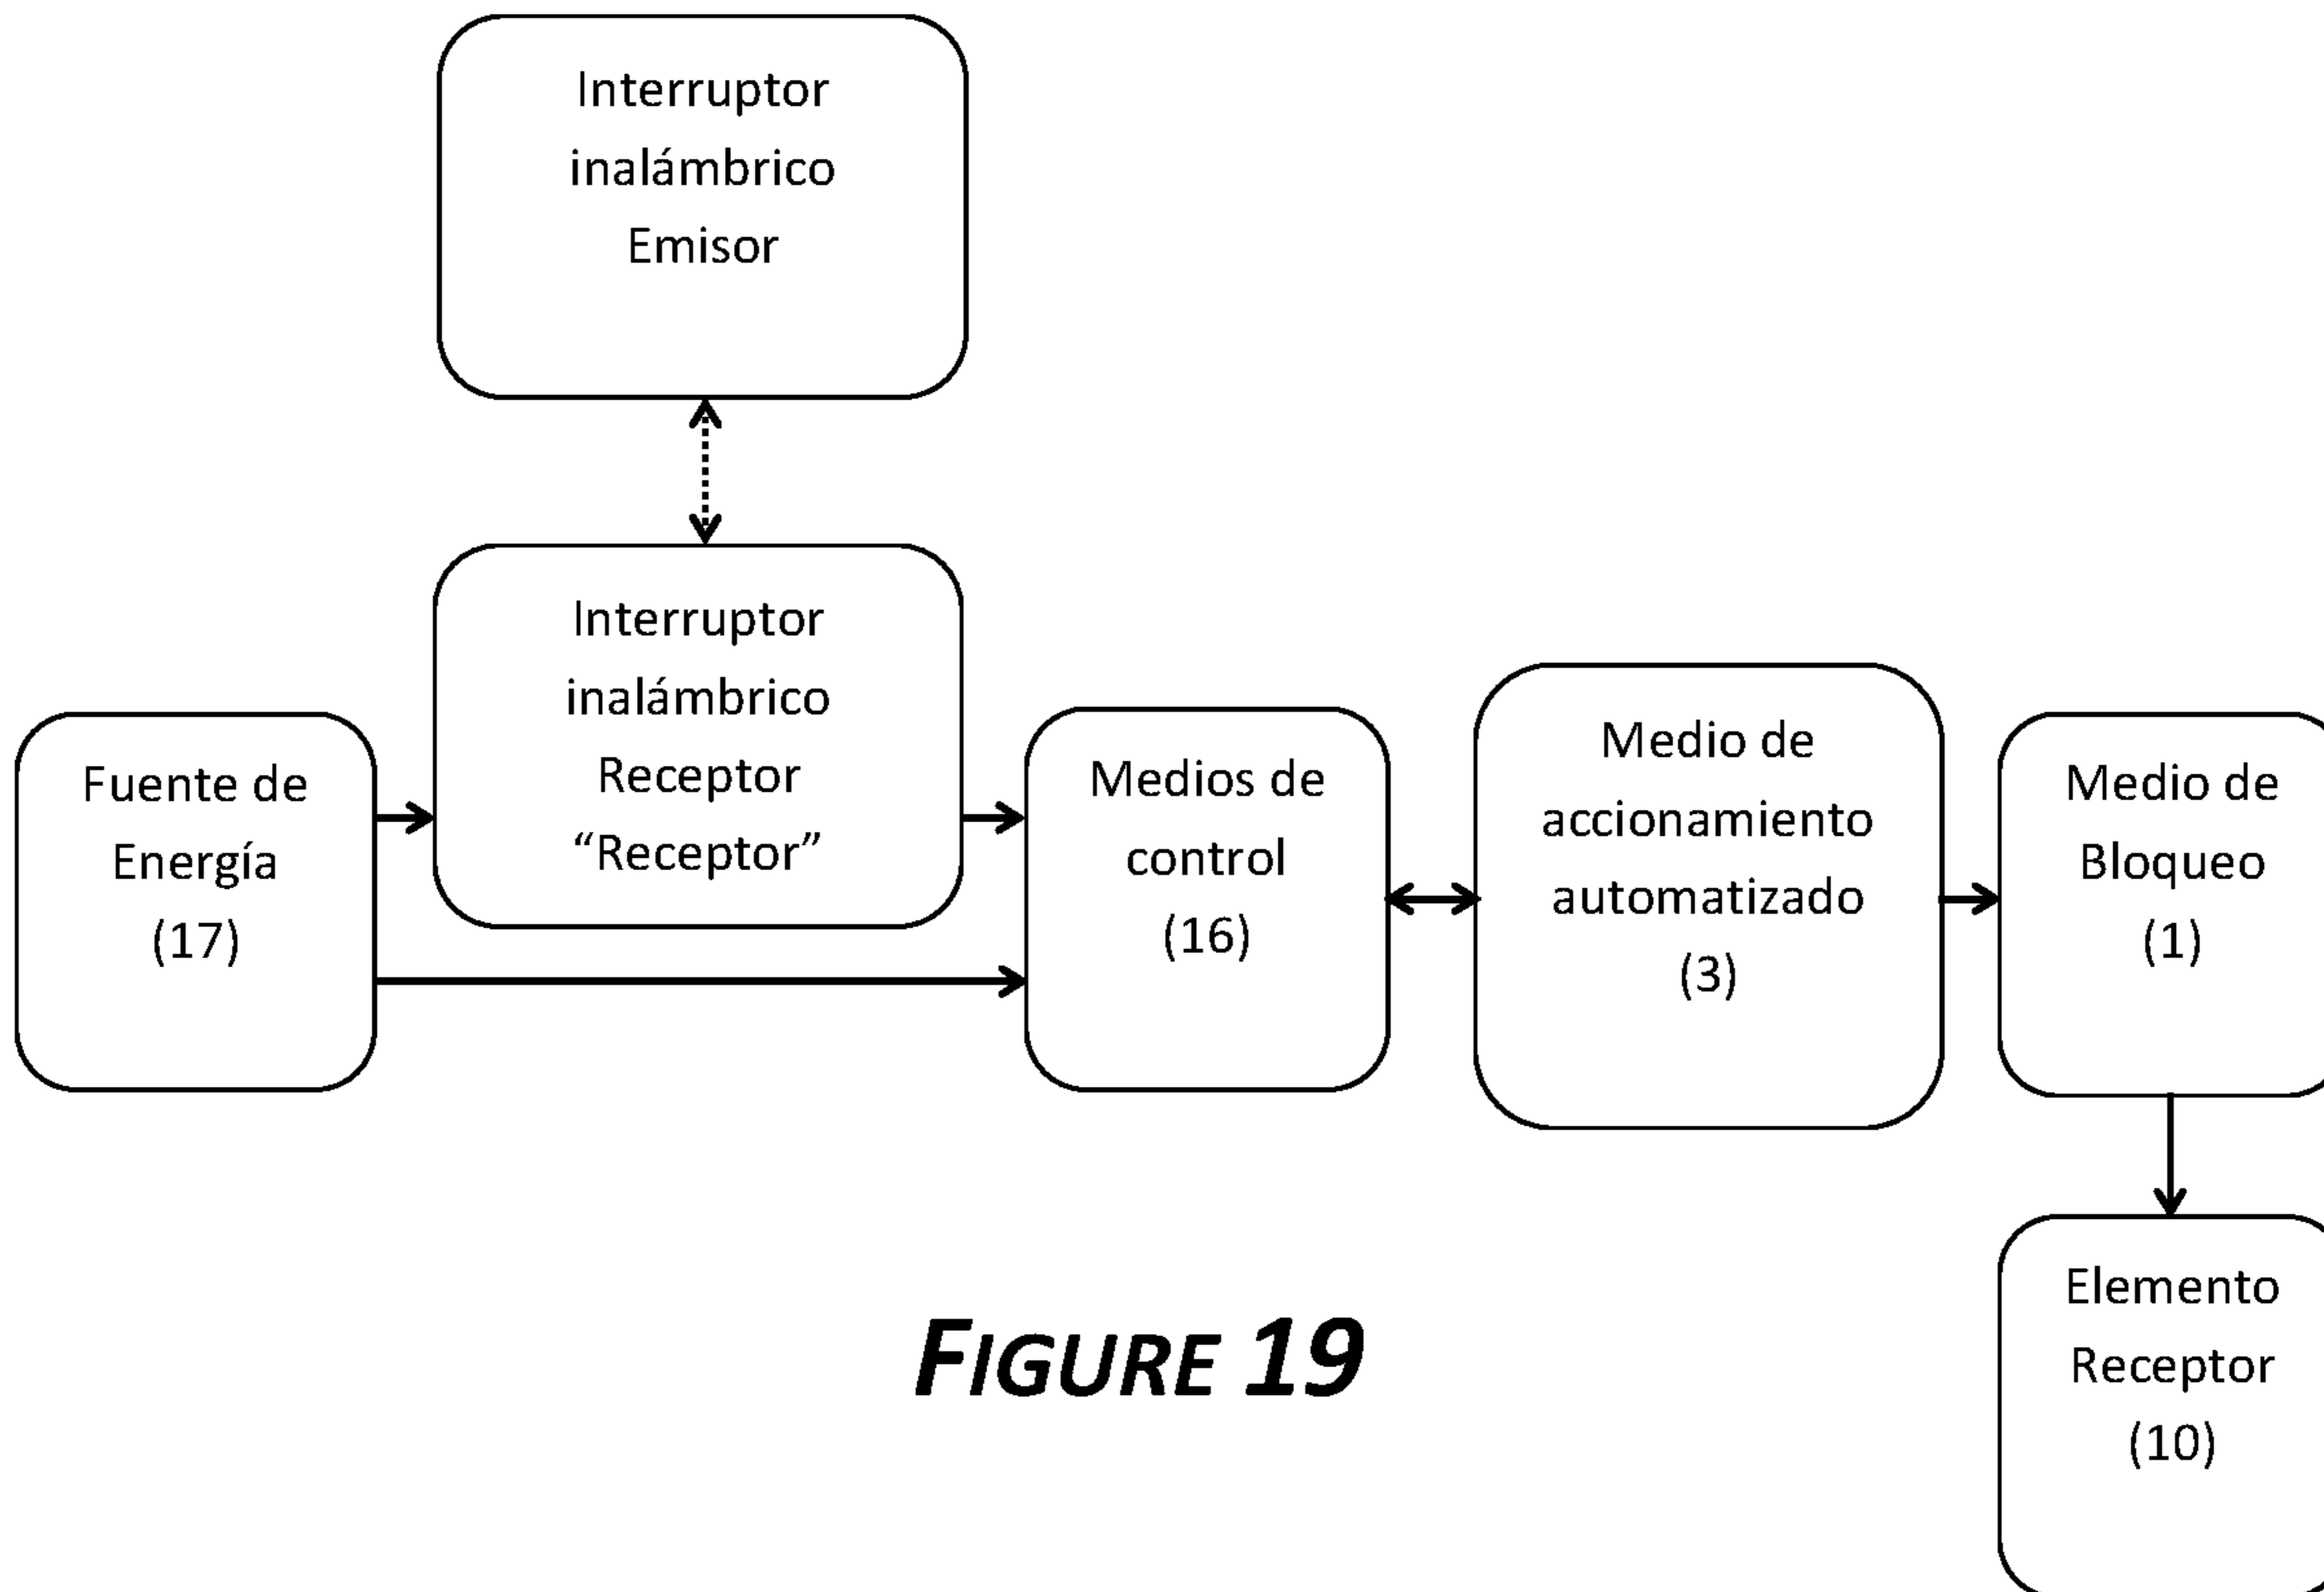 Interruptor
inalámbrico
Emisor
Interruptor
inalámbrico
Receptor
“Receptor”
Fuente de
Energía
(17)
Medios de
control
(16)
Medio de
accionamiento
automatizado
(3)
Medio de
Bloqueo
(1)
Elemento
Receptor
(10)
FIGURE 19